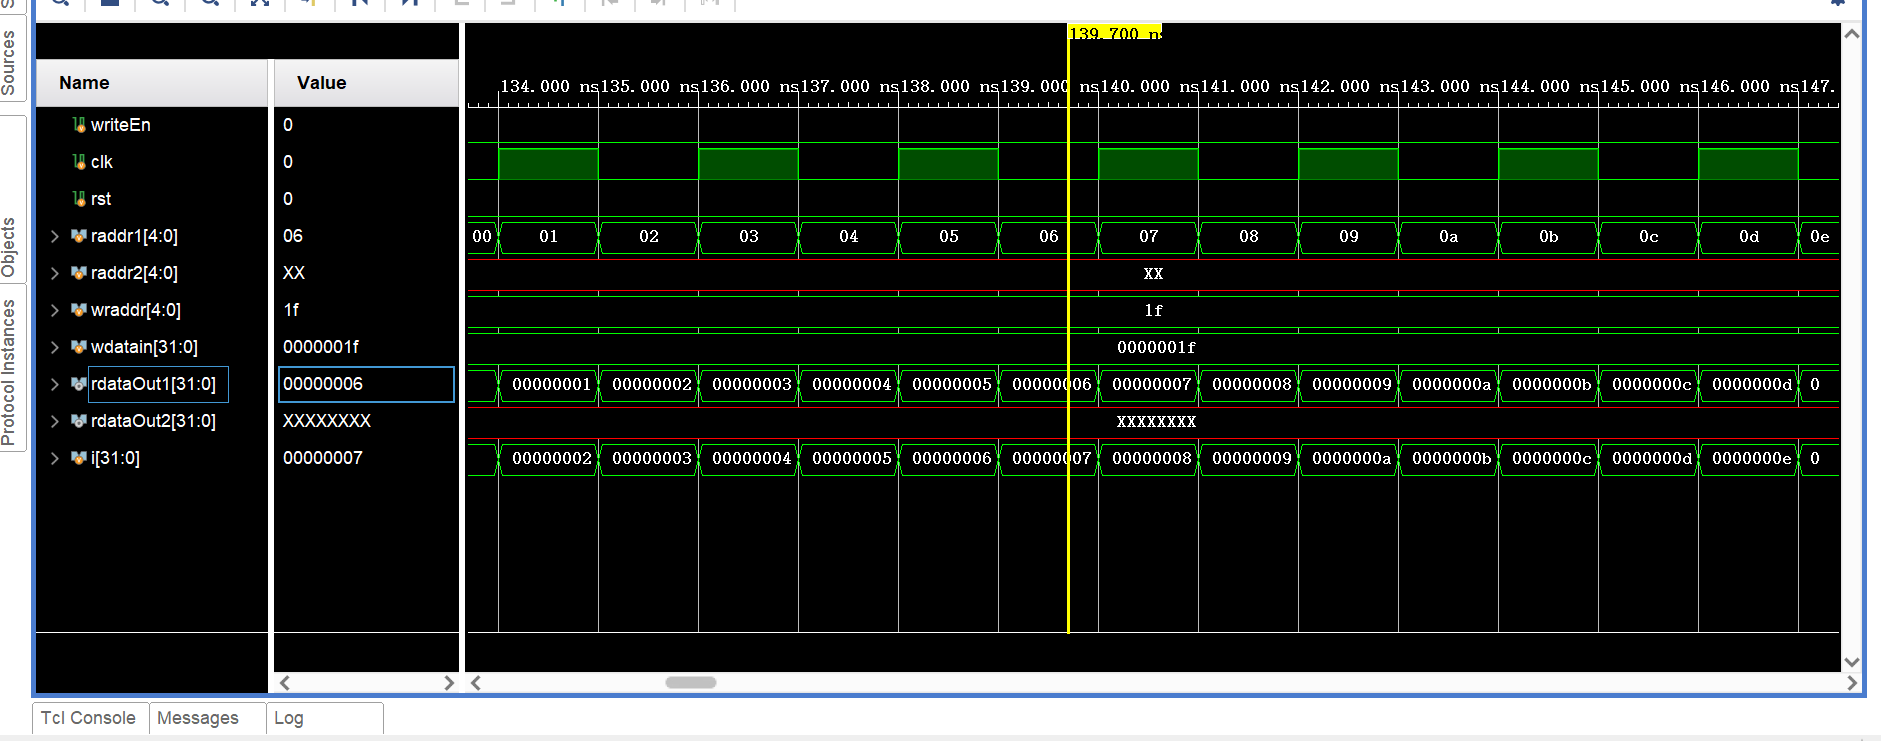 139.700 ns
Name Value
134.000 ns 135.000 ns 136.000 ns 137.000 ns 138.000 ns 139.000 ns 140.000 ns 141.000 ns 142.000 ns 143.000 ns 144.000 ns 145.000 ns 146.000 ns 147.
writeEn 0
clk 0
rst 0
raddr1[4:0] 06 00 01 02 03 04 05 06 07 08 09 0a 0b 0c 0d 0e
raddr2[4:0] XX XX
wraddr[4:0] 1f 1f
wdatain[31:0] 0000001f 0000001f
rdataOut1[31:0] 00000006 00000001 00000002 00000003 00000004 00000005 00000006 00000007 00000008 00000009 0000000a 0000000b 0000000c 0000000d 0
rdataOut2[31:0] XXXXXXXX XXXXXXXX
i[31:0] 00000007 00000002 00000003 00000004 00000005 00000006 00000007 00000008 00000009 0000000a 0000000b 0000000c 0000000d 0000000e 0
Sources
Objects
Protocol Instances
Tcl Console Messages Log